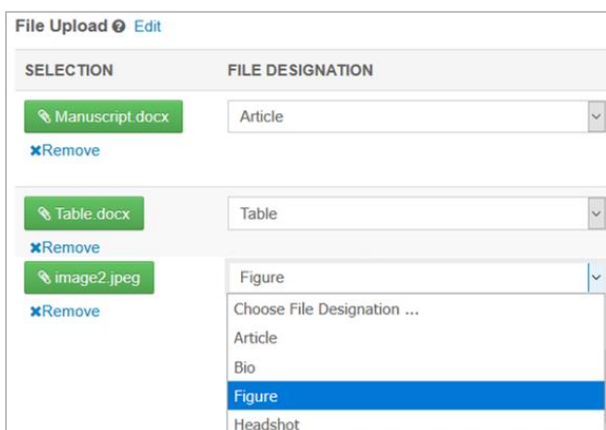 File Upload Edit
SELECTION FILE DESIGNATION
Manuscript.docx Article
Remove
Table.docx Table
Remove
image2.jpeg Figure
Remove Choose File Designation ...
Article
Bio
Figure
Headshot